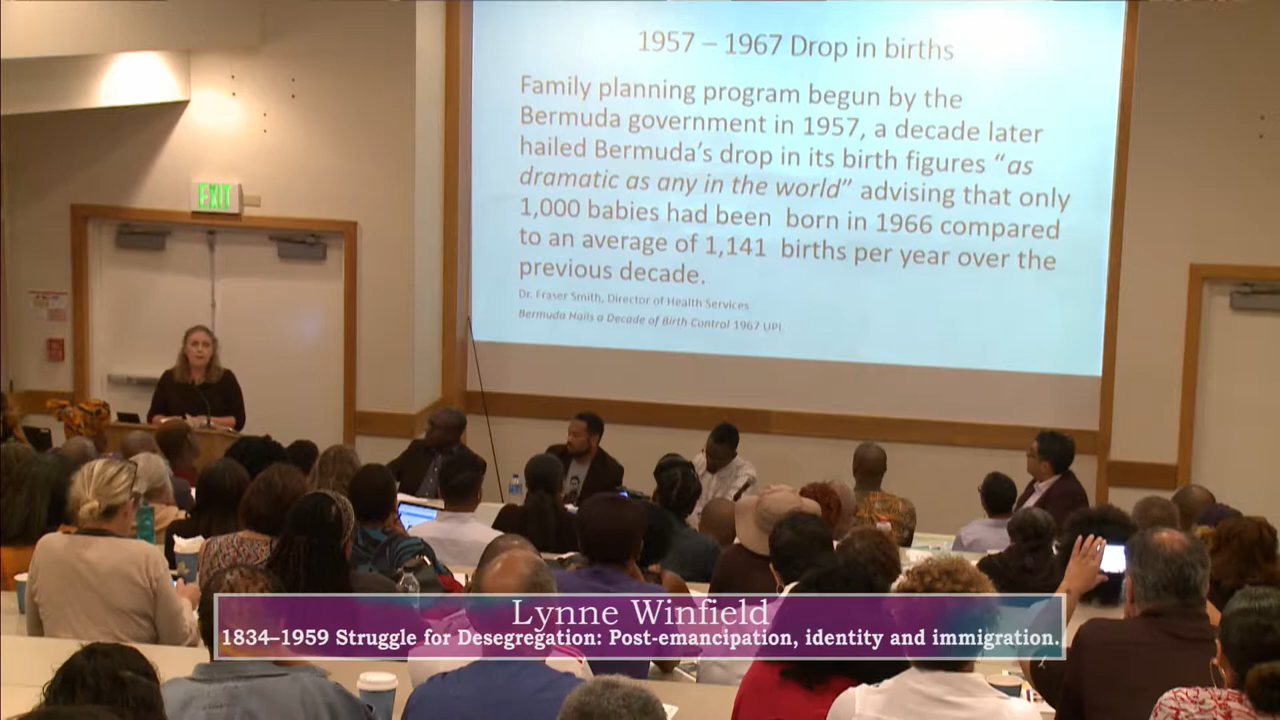 1957 – 1967 Drop in births
Family planning program begun by the
Bermuda government in 1957, a decade later
hailed Bermuda's drop in its birth figures "as
dramatic as any in the world" advising that only
1,000 babies had been born in 1966 compared
to an average of 1,141 births per year over the
previous decade.
Dr. Fraser Smith, Director of Health Services
Bermuda Hails a Decade of Birth Control 1967 UPI
EXIT
Lynne Winfield
1834–1959 Struggle for Desegregation: Post-emancipation, identity and immigration.